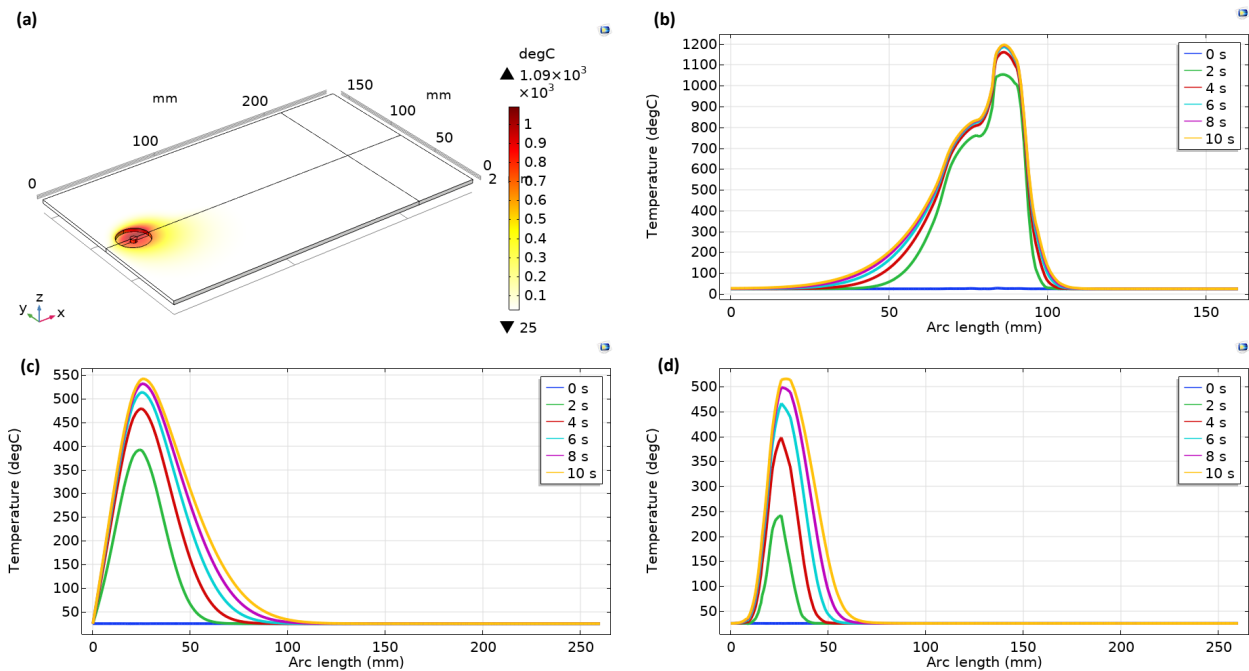 (a)
degC
1.09×10³
×10³
1
0.9
0.8
0.7
0.6
0.5
0.4
0.3
0.2
0.1
25
mm
200
100
0
150
mm
100
50
0
2
m
y z x
(b)
Temperature (degC)
1200
1100
1000
900
800
700
600
500
400
300
200
100
0
0 50 100 150
Arc length (mm)
0 s
2 s
4 s
6 s
8 s
10 s
(c)
Temperature (degC)
550
500
450
400
350
300
250
200
150
100
50
0 50 100 150 200 250
Arc length (mm)
0 s
2 s
4 s
6 s
8 s
10 s
(d)
Temperature (degC)
500
450
400
350
300
250
200
150
100
50
0 50 100 150 200 250
Arc length (mm)
0 s
2 s
4 s
6 s
8 s
10 s